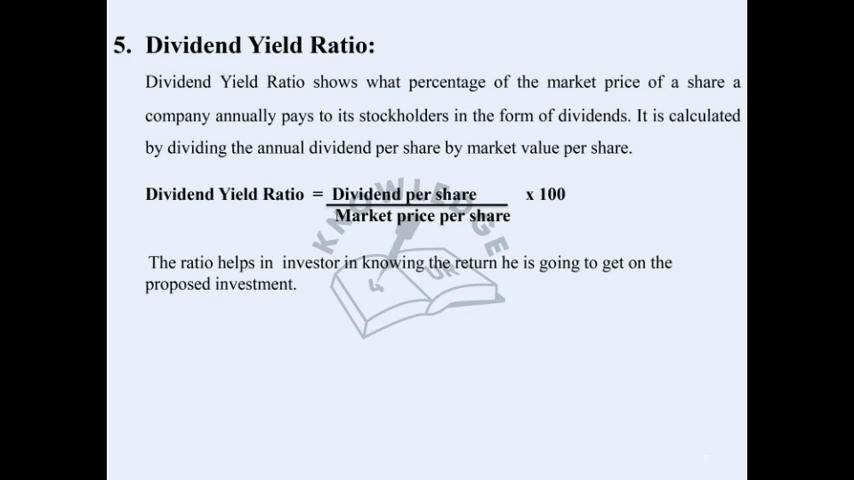 5. Dividend Yield Ratio:
Dividend Yield Ratio shows what percentage of the market price of a share a
company annually pays to its stockholders in the form of dividends. It is calculated
by dividing the annual dividend per share by market value per share.
Dividend Yield Ratio = Dividend per share x 100
Market price per share
KNOWLEDGE
4 UR
The ratio helps in investor in knowing the return he is going to get on the
proposed investment.